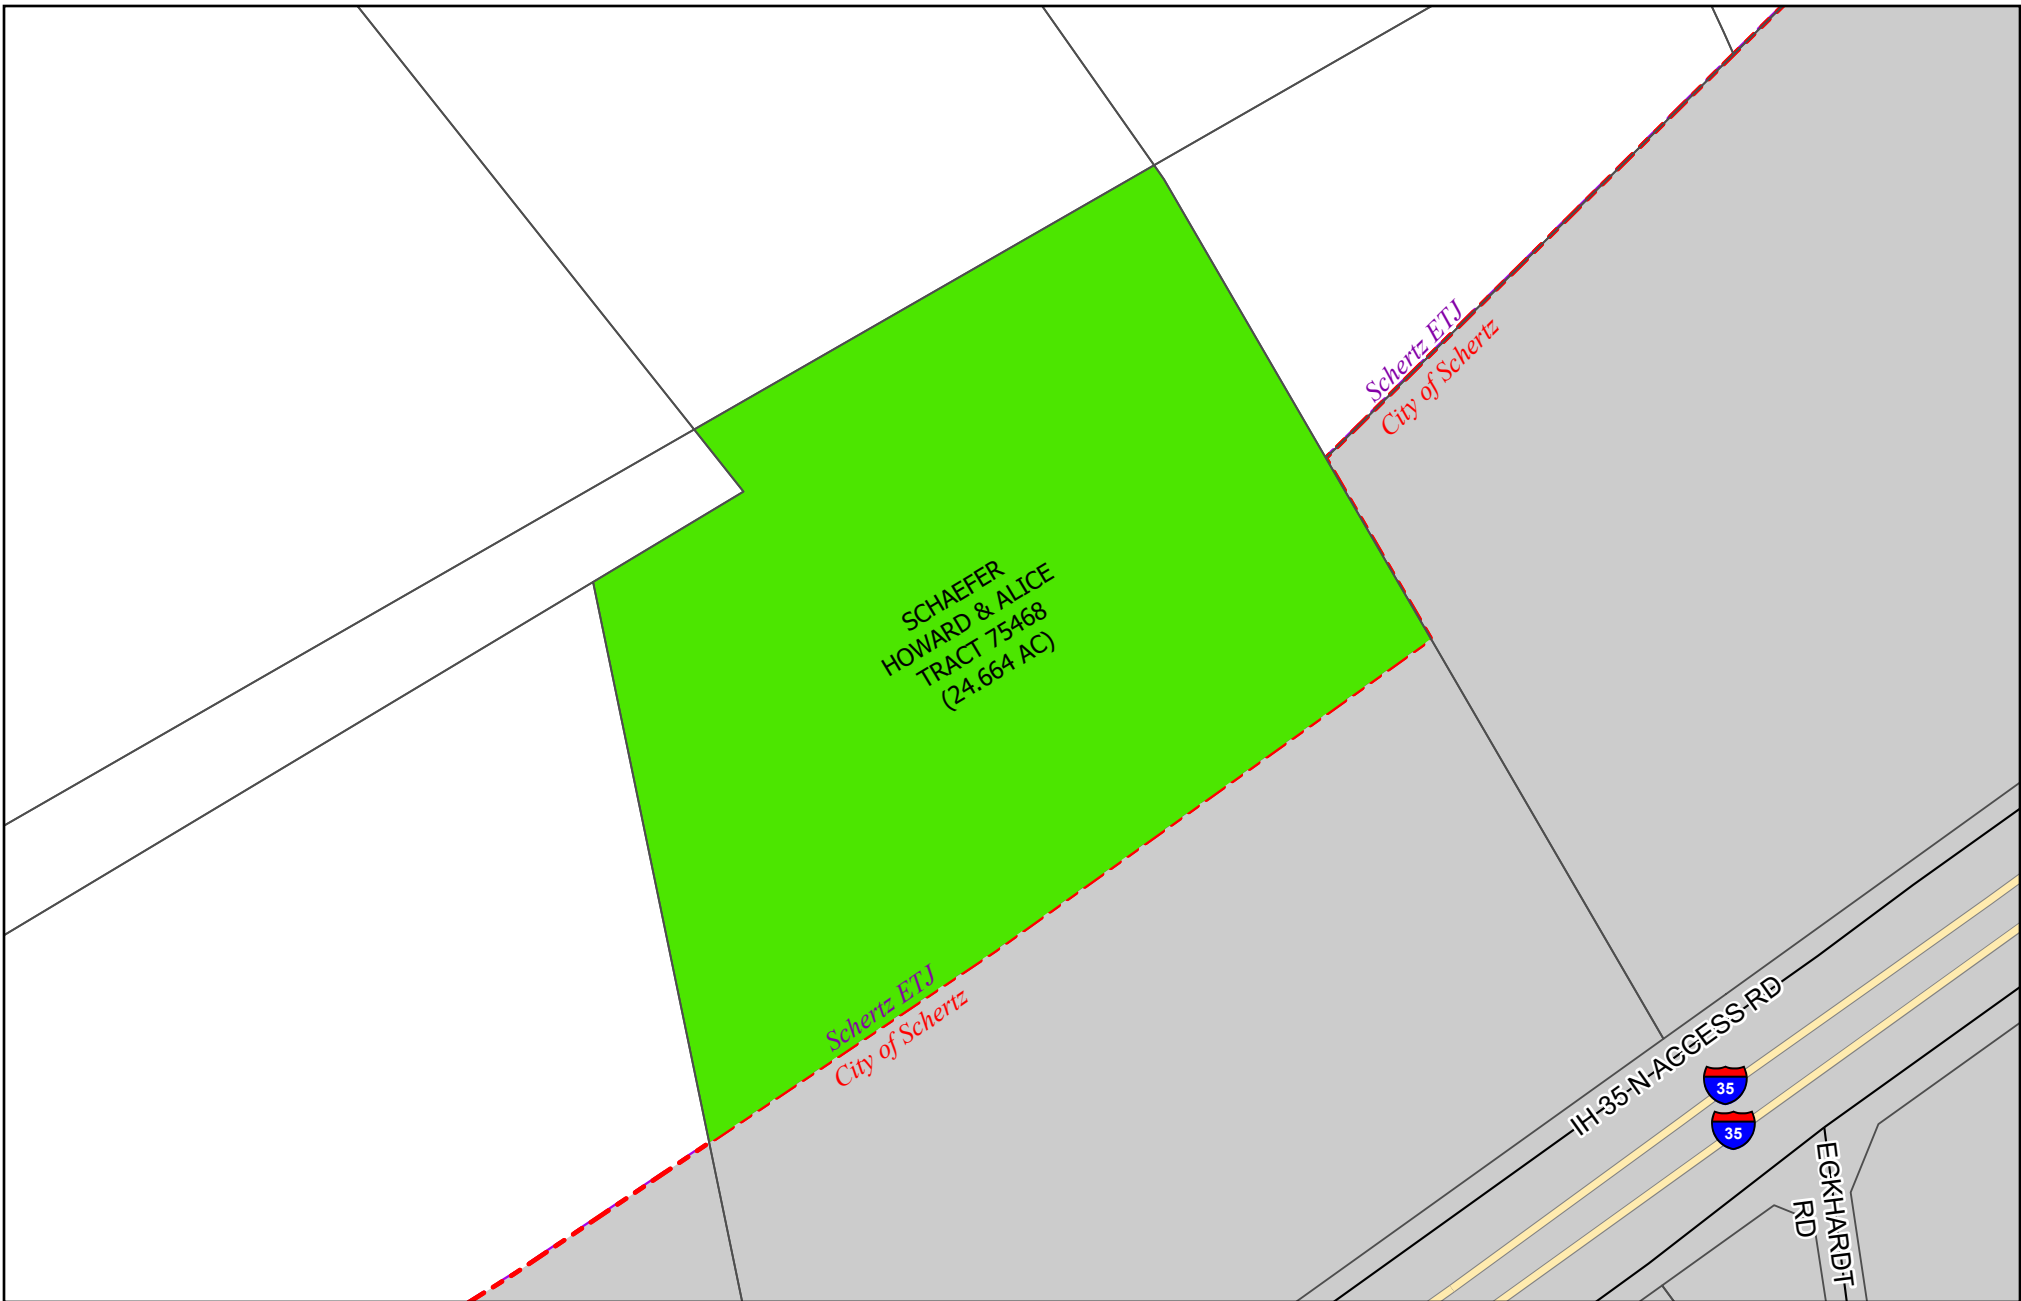 Schertz ETJ
City of Schertz
SCHAEFER
HOWARD & ALICE
TRACT 75468
(24.664 AC)
Schertz ETJ
City of Schertz
IH-35-N-ACCESS-RD
35
35
ECKHARDT
RD